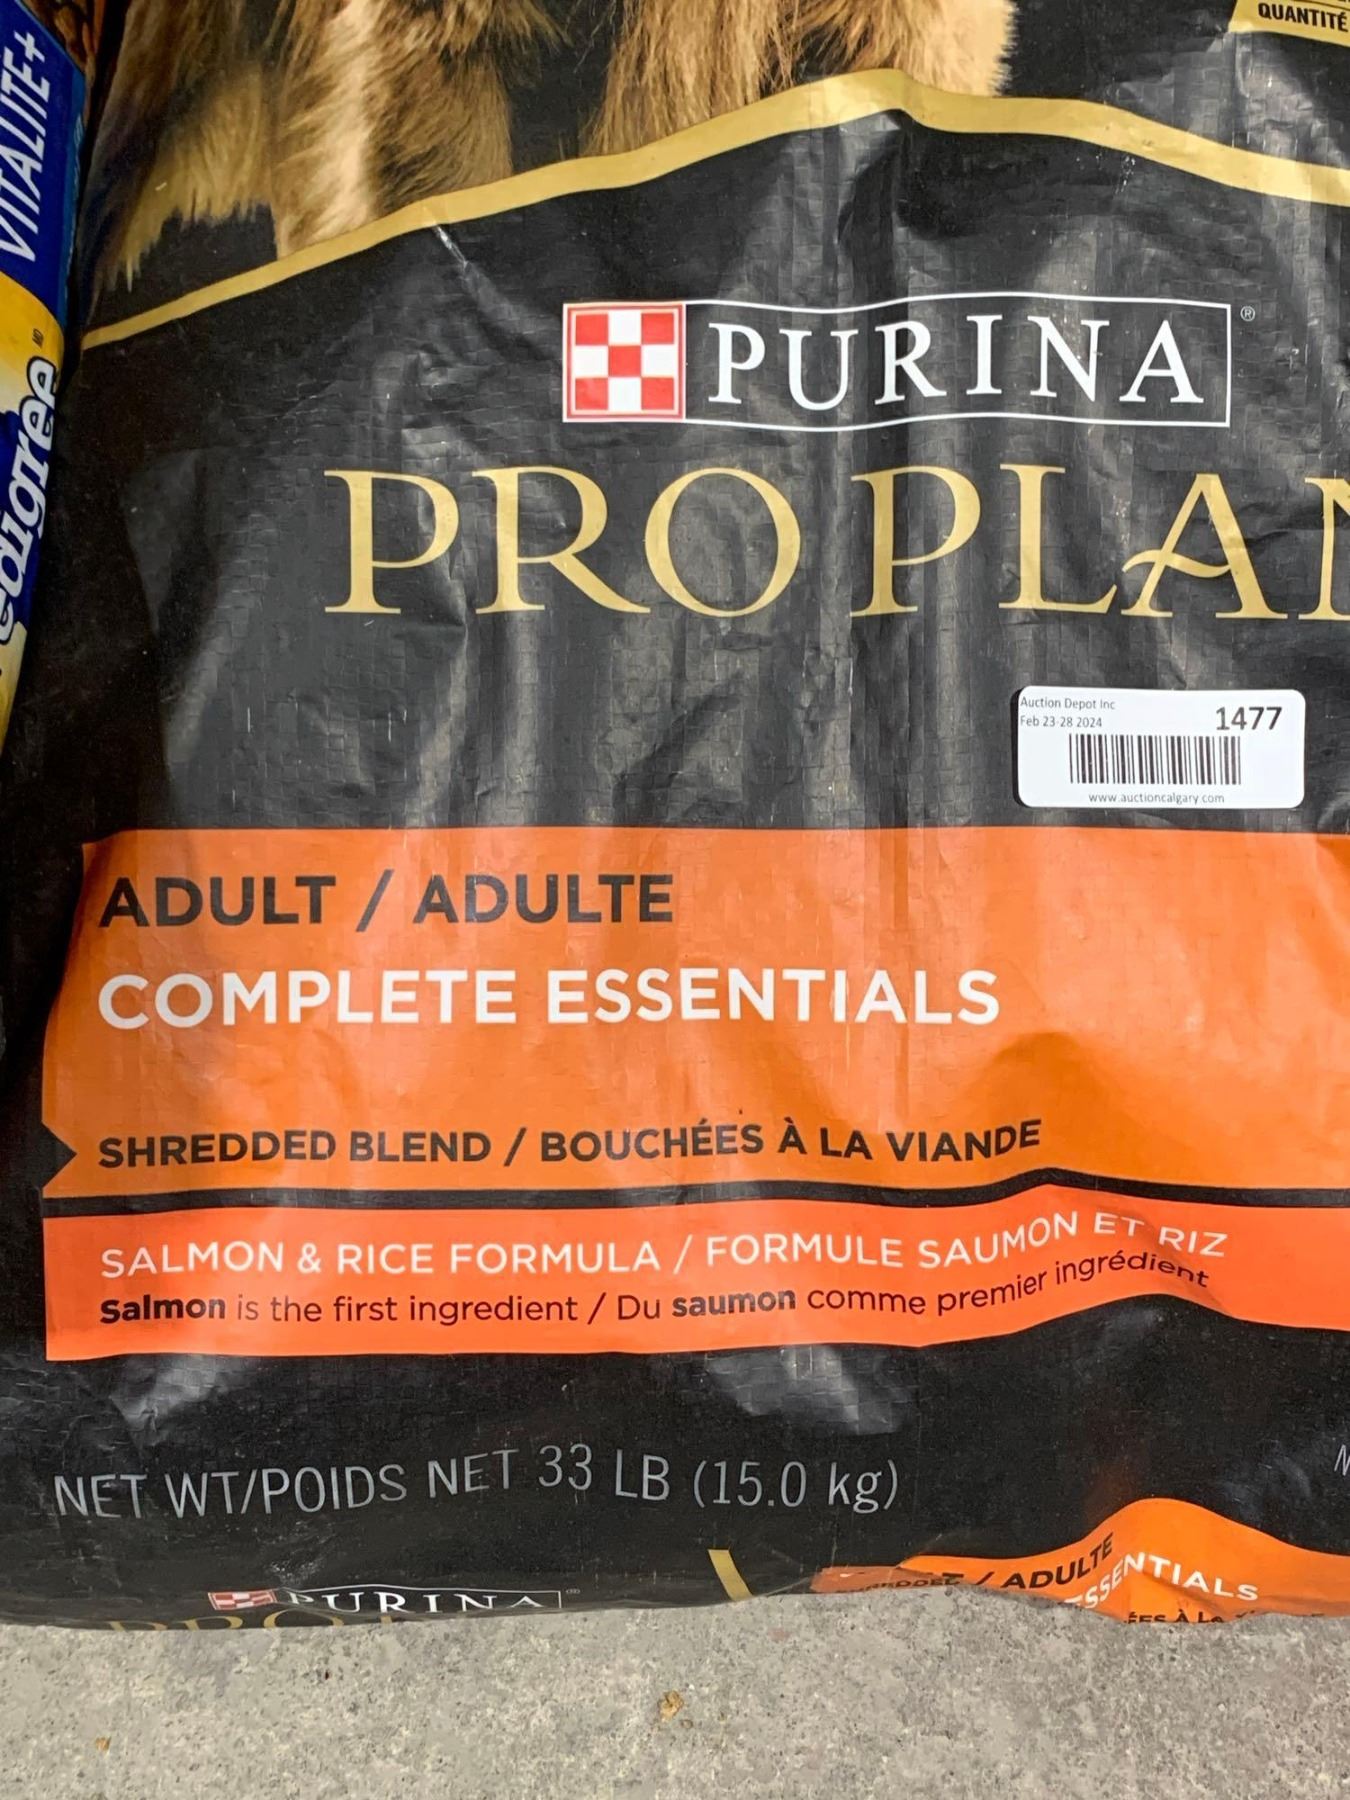 QUANTITÉ
VITALITE+
PURINA®
PRO PLAN
Auction Depot Inc
Feb 23-28 2024
1477
www.auctioncalgary.com
ADULT / ADULTE
COMPLETE ESSENTIALS
SHREDDED BLEND / BOUCHÉES À LA VIANDE
SALMON & RICE FORMULA / FORMULE SAUMON ET RIZ
Salmon is the first ingredient / Du saumon comme premier ingrédient
NET WT/POIDS NET 33 LB (15.0 kg)
/ ADULTE
ESSENTIALS
PURINA®